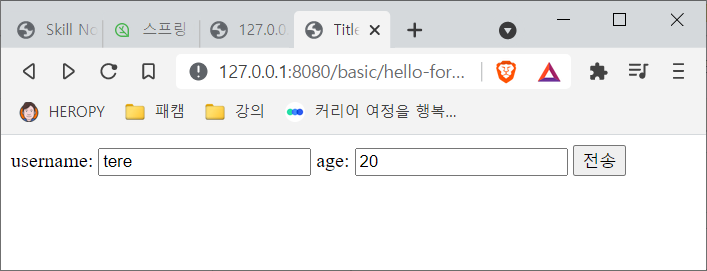 Skill No 스프링 127.0.0 Title
127.0.0.1:8080/basic/hello-for...
HEROPY 패캠 강의 커리어 여정을 행복...
username: tere age: 20 전송